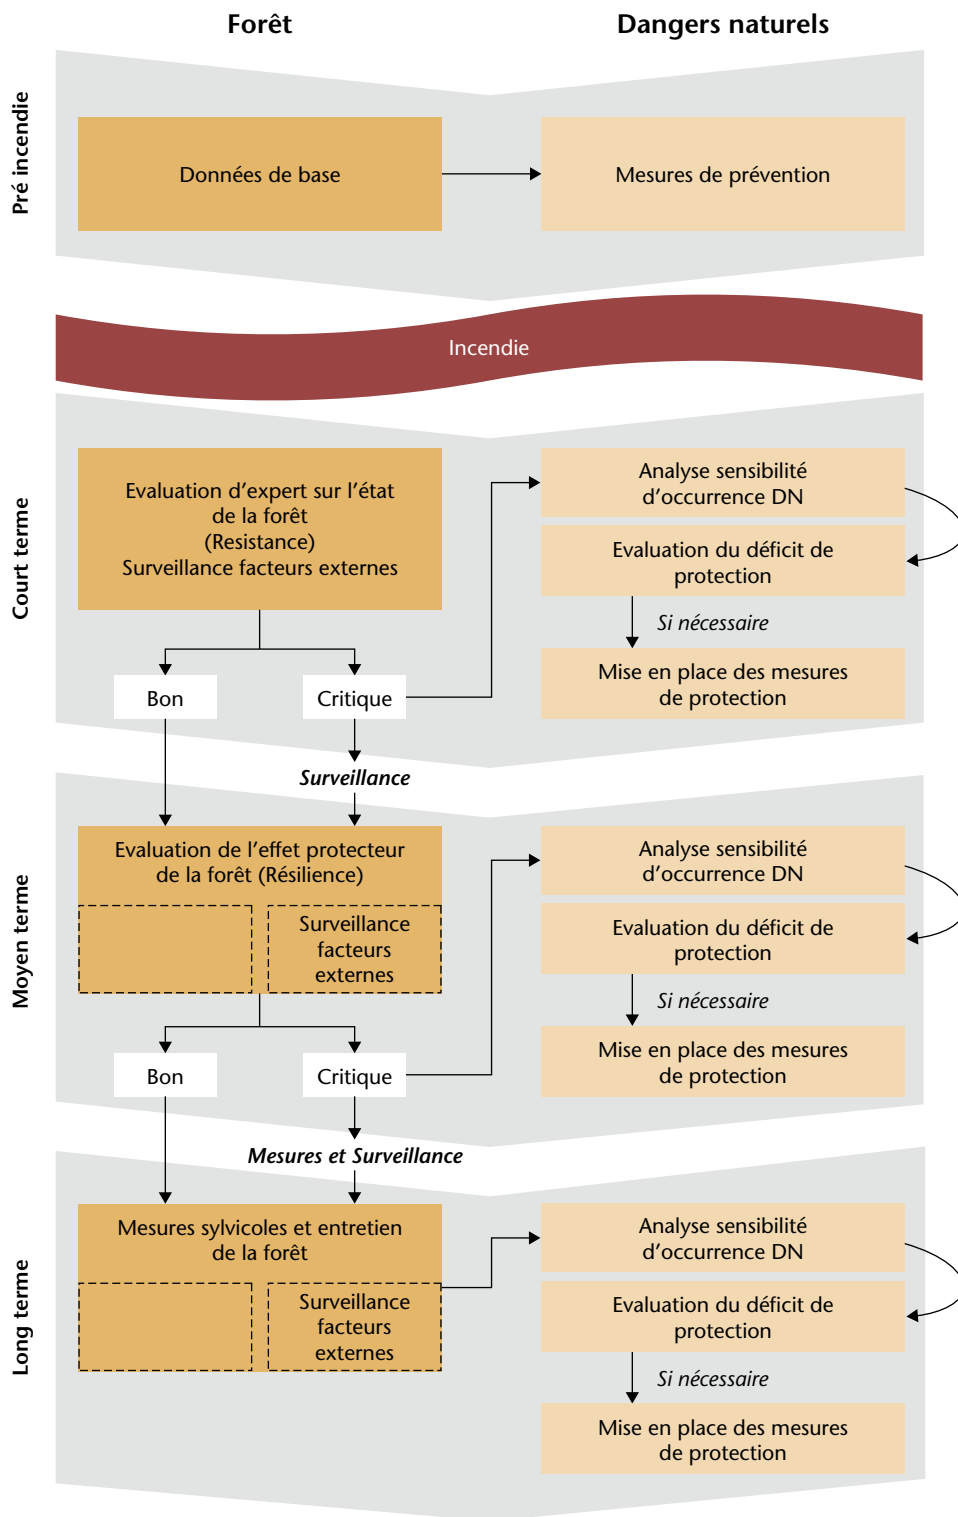 Forêt
Dangers naturels
Pré incendie
Données de base
Mesures de prévention
Incendie
Court terme
Evaluation d'expert sur l'état
de la forêt
(Resistance)
Surveillance facteurs externes
Analyse sensibilité
d'occurrence DN
Evaluation du déficit de
protection
Si nécessaire
Mise en place des mesures
de protection
Bon
Critique
Surveillance
Moyen terme
Evaluation de l'effet protecteur
de la forêt (Résilience)
Surveillance
facteurs
externes
Analyse sensibilité
d'occurrence DN
Evaluation du déficit de
protection
Si nécessaire
Mise en place des mesures
de protection
Bon
Critique
Mesures et Surveillance
Long terme
Mesures sylvicoles et entretien
de la forêt
Surveillance
facteurs
externes
Analyse sensibilité
d'occurrence DN
Evaluation du déficit de
protection
Si nécessaire
Mise en place des mesures
de protection